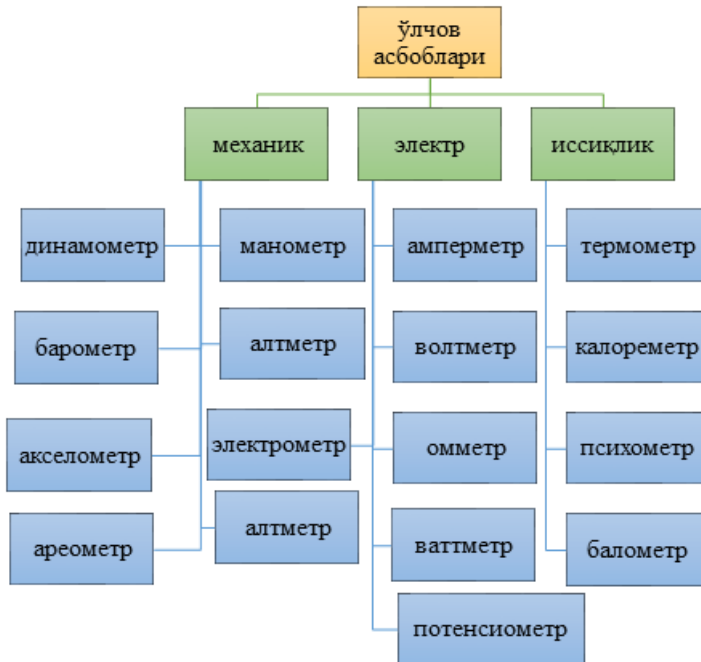 ўлчов
асбоблари
механик
электр
иссиқлик
динамометр
манометр
амперметр
термометр
барометр
алтметр
волтметр
калореметр
акселометр
электрометр
омметр
психометр
ареометр
алтметр
ваттметр
балометр
потенсиометр